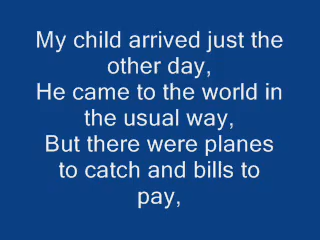 My child arrived just the
other day,
He came to the world in
the usual way,
But there were planes
to catch and bills to
pay,